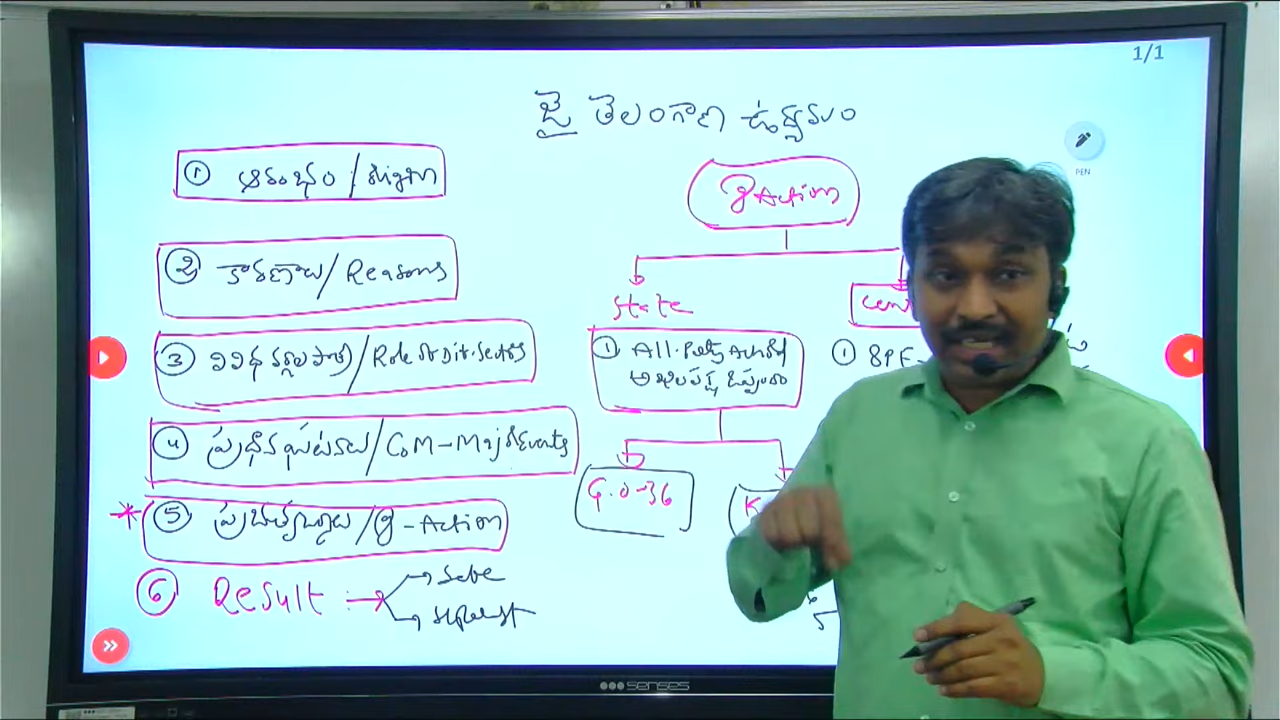 1/1
జై తెలంగాణ ఉద్యమం
PEN
① ఆరంభం / Origin
② కారణాలు / Reasons
③ వివిధ వర్గాల పాత్ర / Role of Dif. Sectors
④ ప్రధాన ఘటనలు / COM - Major Events
* ⑤ ప్రభుత్వ చర్యలు / G - Action
⑥ Result →
G Action
State
① All. Party Accord
అఖిలపక్ష ఒప్పందం
G.O-36
K
Cen
① 8PF -
senses